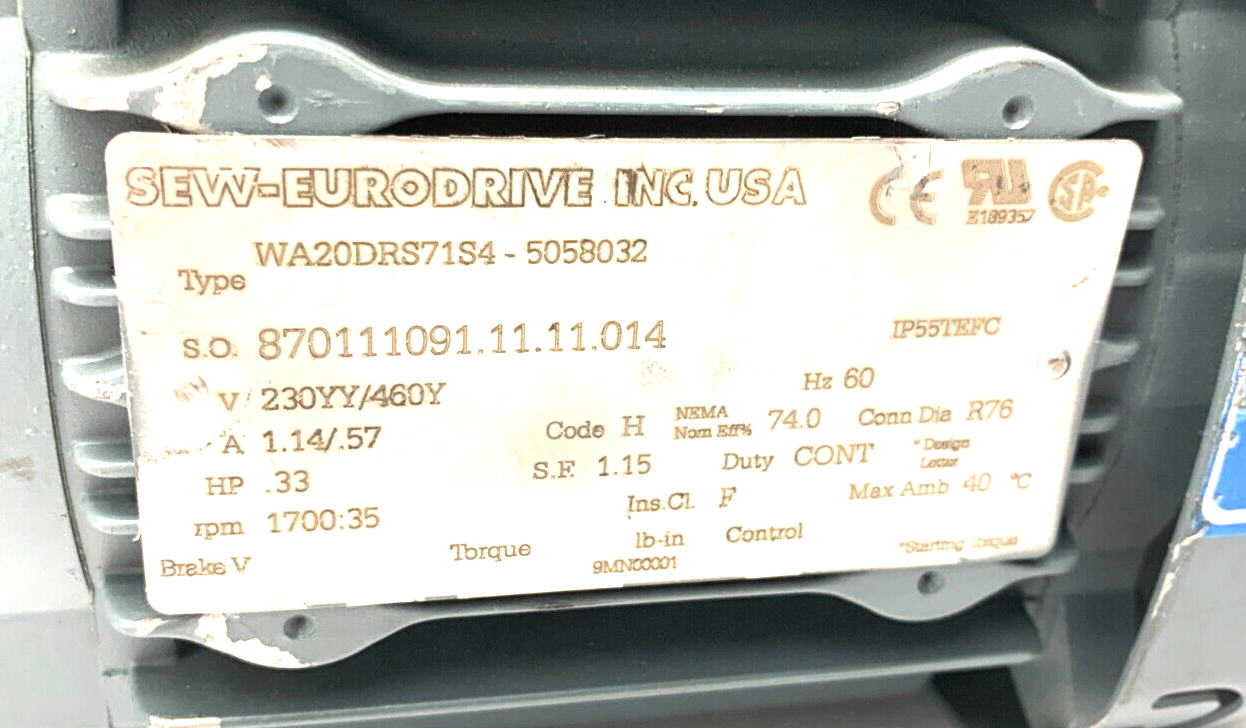 SEW-EURODRIVE INC. USA CE RU SA
E189357
WA20DRS71S4 - 5058032
Type
S.O. 870111091.11.11.014 IP55TEFC
V 230YY/460Y Hz 60
A 1.14/.57 Code H NEMA Nom Eff% 74.0 Conn Dia R76
HP .33 S.F. 1.15 Duty CONT *Design Letter
rpm 1700:35 Ins.Cl. F Max Amb 40 °C
Brake V Torque lb-in Control *Starting Torque
9MN00001